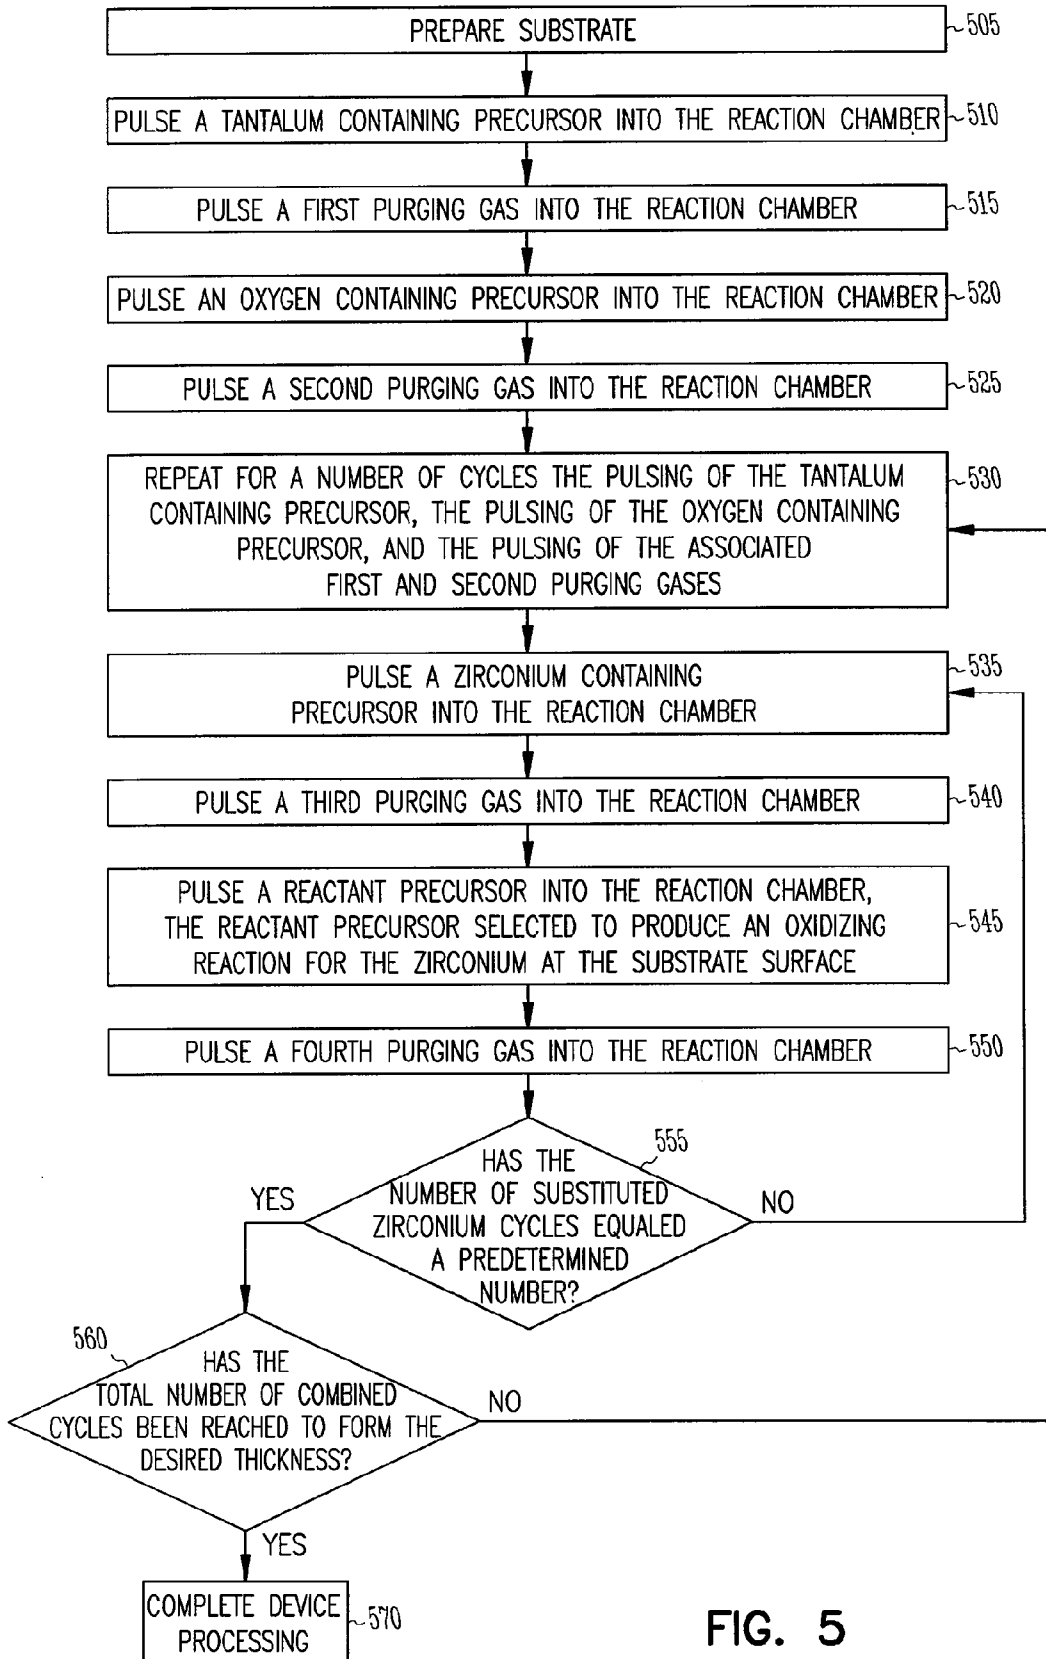 PREPARE SUBSTRATE
505
PULSE A TANTALUM CONTAINING PRECURSOR INTO THE REACTION CHAMBER
510
PULSE A FIRST PURGING GAS INTO THE REACTION CHAMBER
515
PULSE AN OXYGEN CONTAINING PRECURSOR INTO THE REACTION CHAMBER
520
PULSE A SECOND PURGING GAS INTO THE REACTION CHAMBER
525
REPEAT FOR A NUMBER OF CYCLES THE PULSING OF THE TANTALUM
CONTAINING PRECURSOR, THE PULSING OF THE OXYGEN CONTAINING
PRECURSOR, AND THE PULSING OF THE ASSOCIATED
FIRST AND SECOND PURGING GASES
530
PULSE A ZIRCONIUM CONTAINING
PRECURSOR INTO THE REACTION CHAMBER
535
PULSE A THIRD PURGING GAS INTO THE REACTION CHAMBER
540
PULSE A REACTANT PRECURSOR INTO THE REACTION CHAMBER,
THE REACTANT PRECURSOR SELECTED TO PRODUCE AN OXIDIZING
REACTION FOR THE ZIRCONIUM AT THE SUBSTRATE SURFACE
545
PULSE A FOURTH PURGING GAS INTO THE REACTION CHAMBER
550
HAS THE
NUMBER OF SUBSTITUTED
ZIRCONIUM CYCLES EQUALED
A PREDETERMINED
NUMBER?
555
YES
NO
560
HAS THE
TOTAL NUMBER OF COMBINED
CYCLES BEEN REACHED TO FORM THE
DESIRED THICKNESS?
NO
YES
COMPLETE DEVICE
PROCESSING
570
FIG. 5